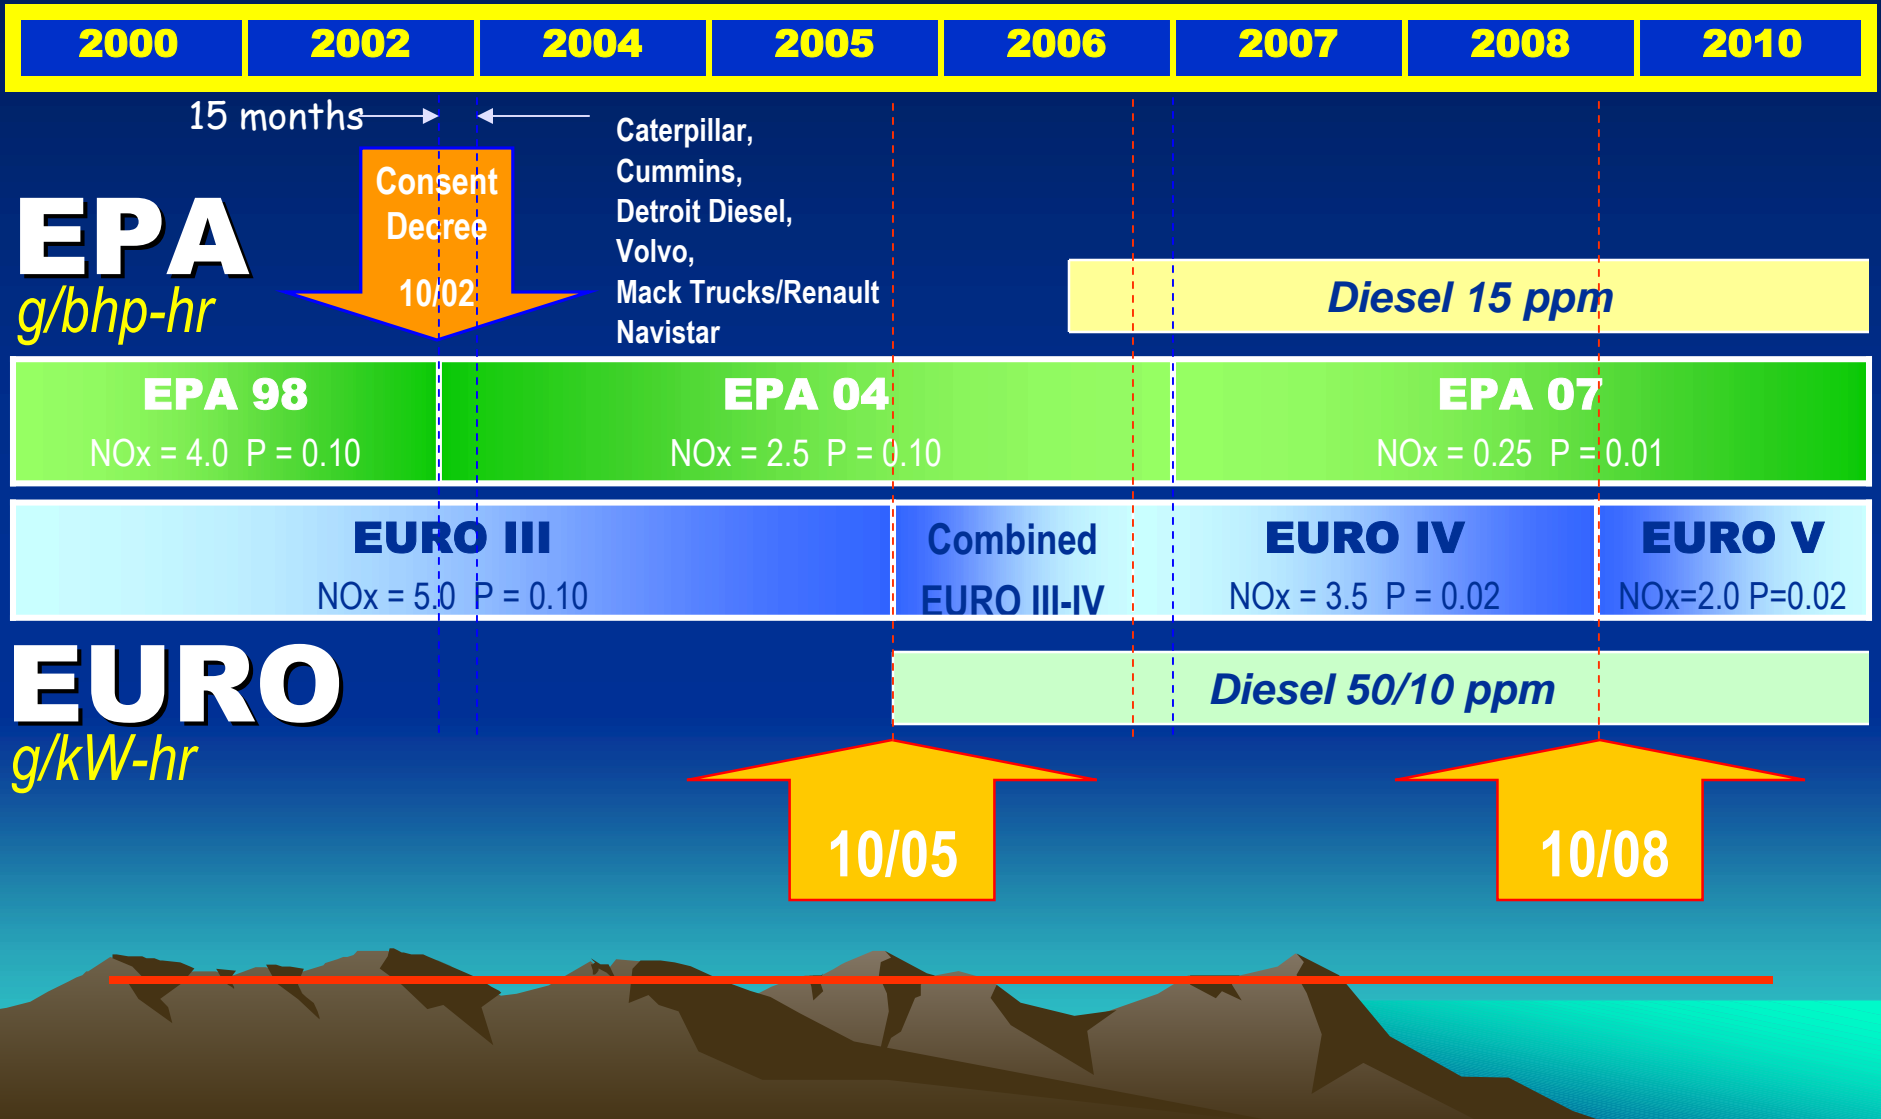 2000 2002 2004 2005 2006 2007 2008 2010
15 months
Consent
Decree
10/02
Caterpillar,
Cummins,
Detroit Diesel,
Volvo,
Mack Trucks/Renault
Navistar
EPA
g/bhp-hr
Diesel 15 ppm
EPA 98
NOx = 4.0 P = 0.10
EPA 04
NOx = 2.5 P = 0.10
EPA 07
NOx = 0.25 P = 0.01
EURO III
NOx = 5.0 P = 0.10
Combined
EURO III-IV
EURO IV
NOx = 3.5 P = 0.02
EURO V
NOx=2.0 P=0.02
EURO
g/kW-hr
Diesel 50/10 ppm
10/05
10/08